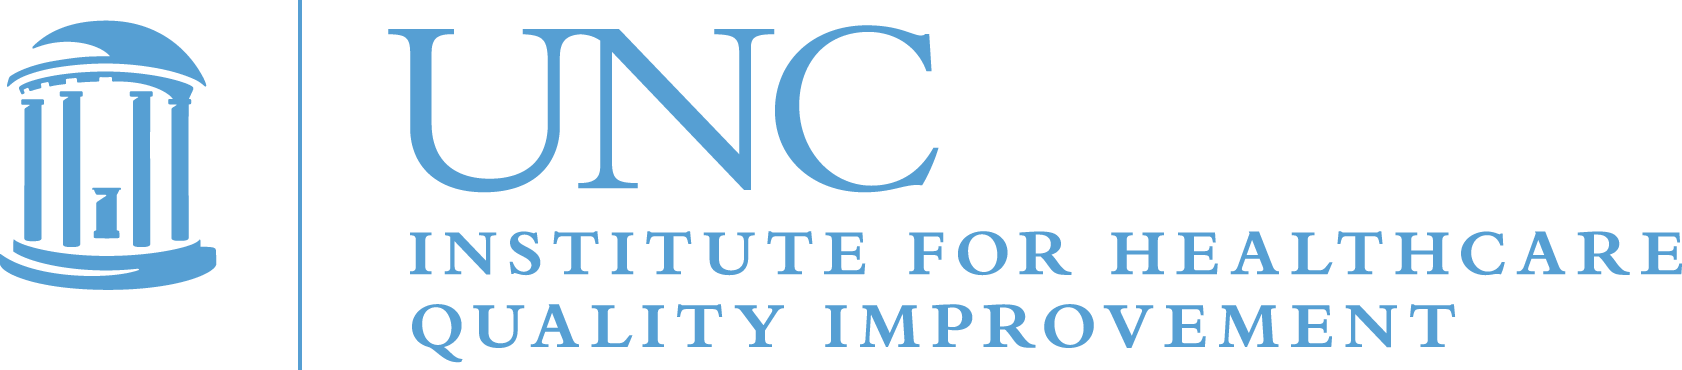 UNC
INSTITUTE FOR HEALTHCARE
QUALITY IMPROVEMENT